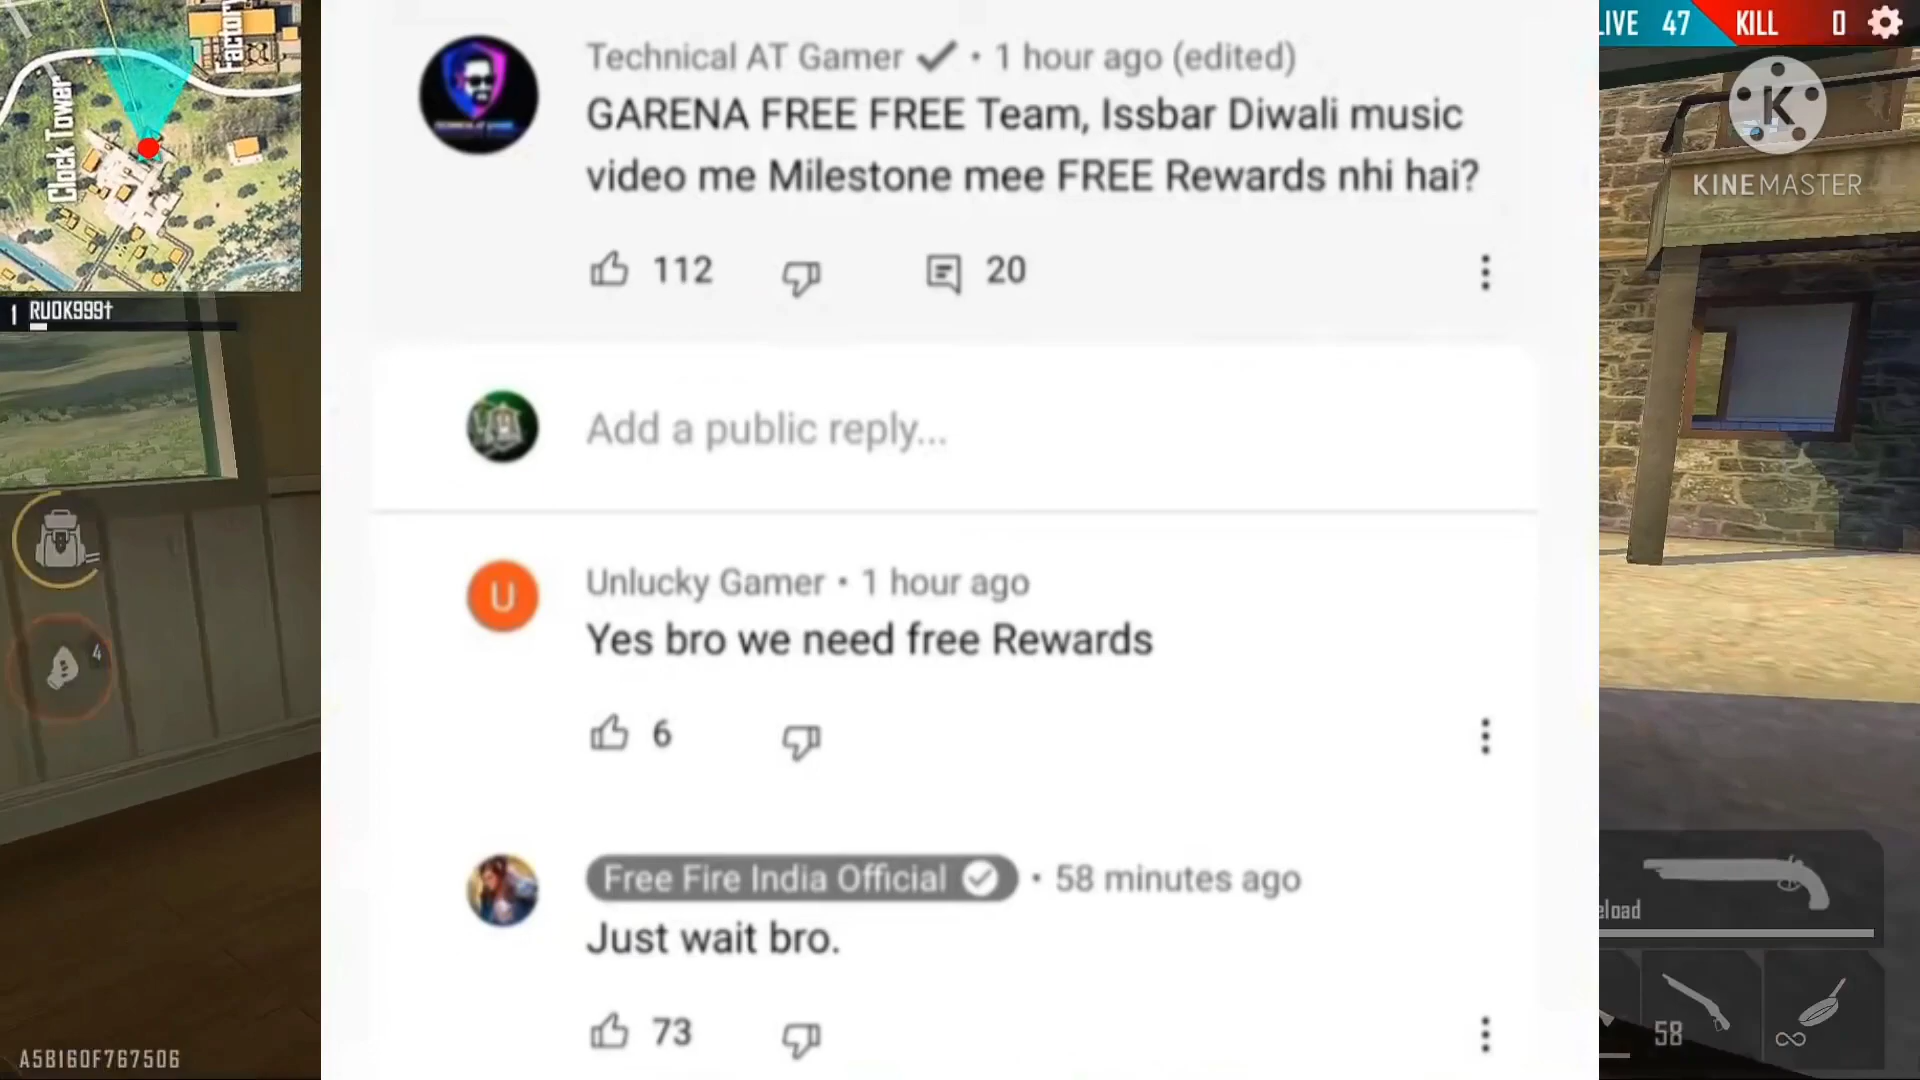 Factory
Clock Tower
1 RUOK999†
4
A5B160F767506
Technical AT Gamer • 1 hour ago (edited)
GARENA FREE FREE Team, Issbar Diwali music
video me Milestone mee FREE Rewards nhi hai?
112 20
Add a public reply...
U
Unlucky Gamer • 1 hour ago
Yes bro we need free Rewards
6
Free Fire India Official • 58 minutes ago
Just wait bro.
73
LIVE 47 KILL 0
K
KINEMASTER
eload
58 ∞